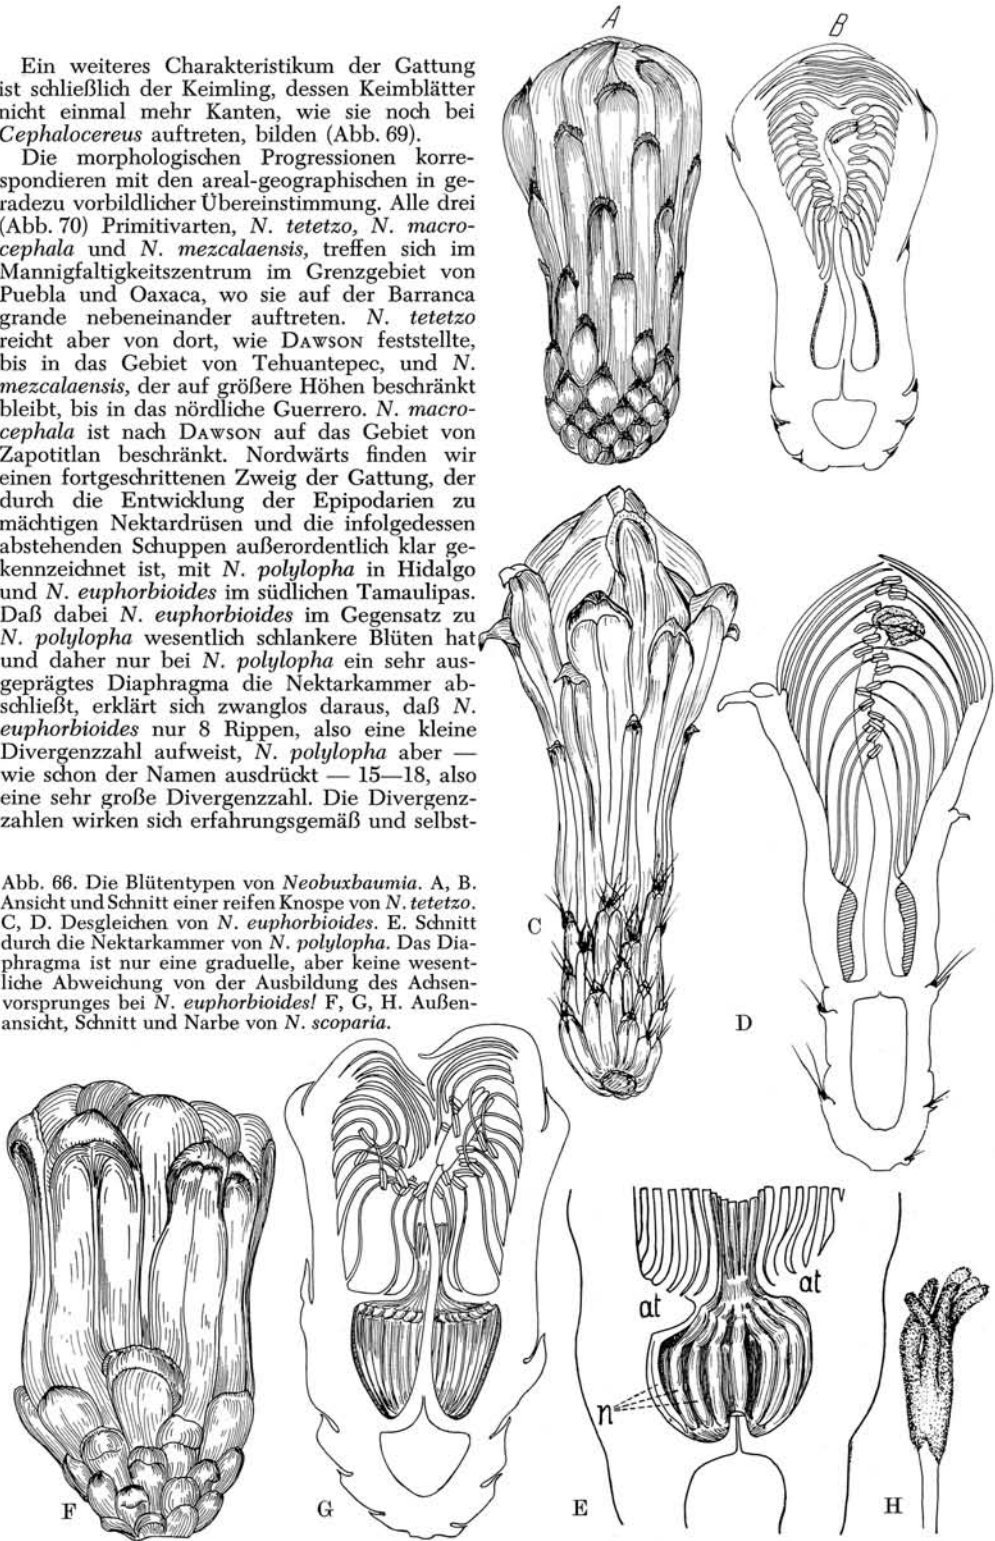 A
B
Ein weiteres Charakteristikum der Gattung
ist schließlich der Keimling, dessen Keimblätter
nicht einmal mehr Kanten, wie sie noch bei
Cephalocereus auftreten, bilden (Abb. 69).
Die morphologischen Progressionen korre-
spondieren mit den areal-geographischen in ge-
radezu vorbildlicher Übereinstimmung. Alle drei
(Abb. 70) Primitivarten, N. tetetzo, N. macro-
cephala und N. mezcalaensis, treffen sich im
Mannigfaltigkeitszentrum im Grenzgebiet von
Puebla und Oaxaca, wo sie auf der Barranca
grande nebeneinander auftreten. N. tetetzo
reicht aber von dort, wie DAWSON feststellte,
bis in das Gebiet von Tehuantepec, und N.
mezcalaensis, der auf größere Höhen beschränkt
bleibt, bis in das nördliche Guerrero. N. macro-
cephala ist nach DAWSON auf das Gebiet von
Zapotitlan beschränkt. Nordwärts finden wir
einen fortgeschrittenen Zweig der Gattung, der
durch die Entwicklung der Epipodarien zu
mächtigen Nektardrüsen und die infolgedessen
abstehenden Schuppen außerordentlich klar ge-
kennzeichnet ist, mit N. polylopha in Hidalgo
und N. euphorbioides im südlichen Tamaulipas.
Daß dabei N. euphorbioides im Gegensatz zu
N. polylopha wesentlich schlankere Blüten hat
und daher nur bei N. polylopha ein sehr aus-
geprägtes Diaphragma die Nektarkammer ab-
schließt, erklärt sich zwanglos daraus, daß N.
euphorbioides nur 8 Rippen, also eine kleine
Divergenzzahl aufweist, N. polylopha aber —
wie schon der Namen ausdrückt — 15—18, also
eine sehr große Divergenzzahl. Die Divergenz-
zahlen wirken sich erfahrungsgemäß und selbst-
Abb. 66. Die Blütentypen von Neobuxbaumia. A, B.
Ansicht und Schnitt einer reifen Knospe von N. tetetzo.
C, D. Desgleichen von N. euphorbioides. E. Schnitt
durch die Nektarkammer von N. polylopha. Das Dia-
phragma ist nur eine graduelle, aber keine wesent-
liche Abweichung von der Ausbildung des Achsen-
vorsprunges bei N. euphorbioides! F, G, H. Außen-
ansicht, Schnitt und Narbe von N. scoparia.
C
D
at
at
n
F
G
E
H